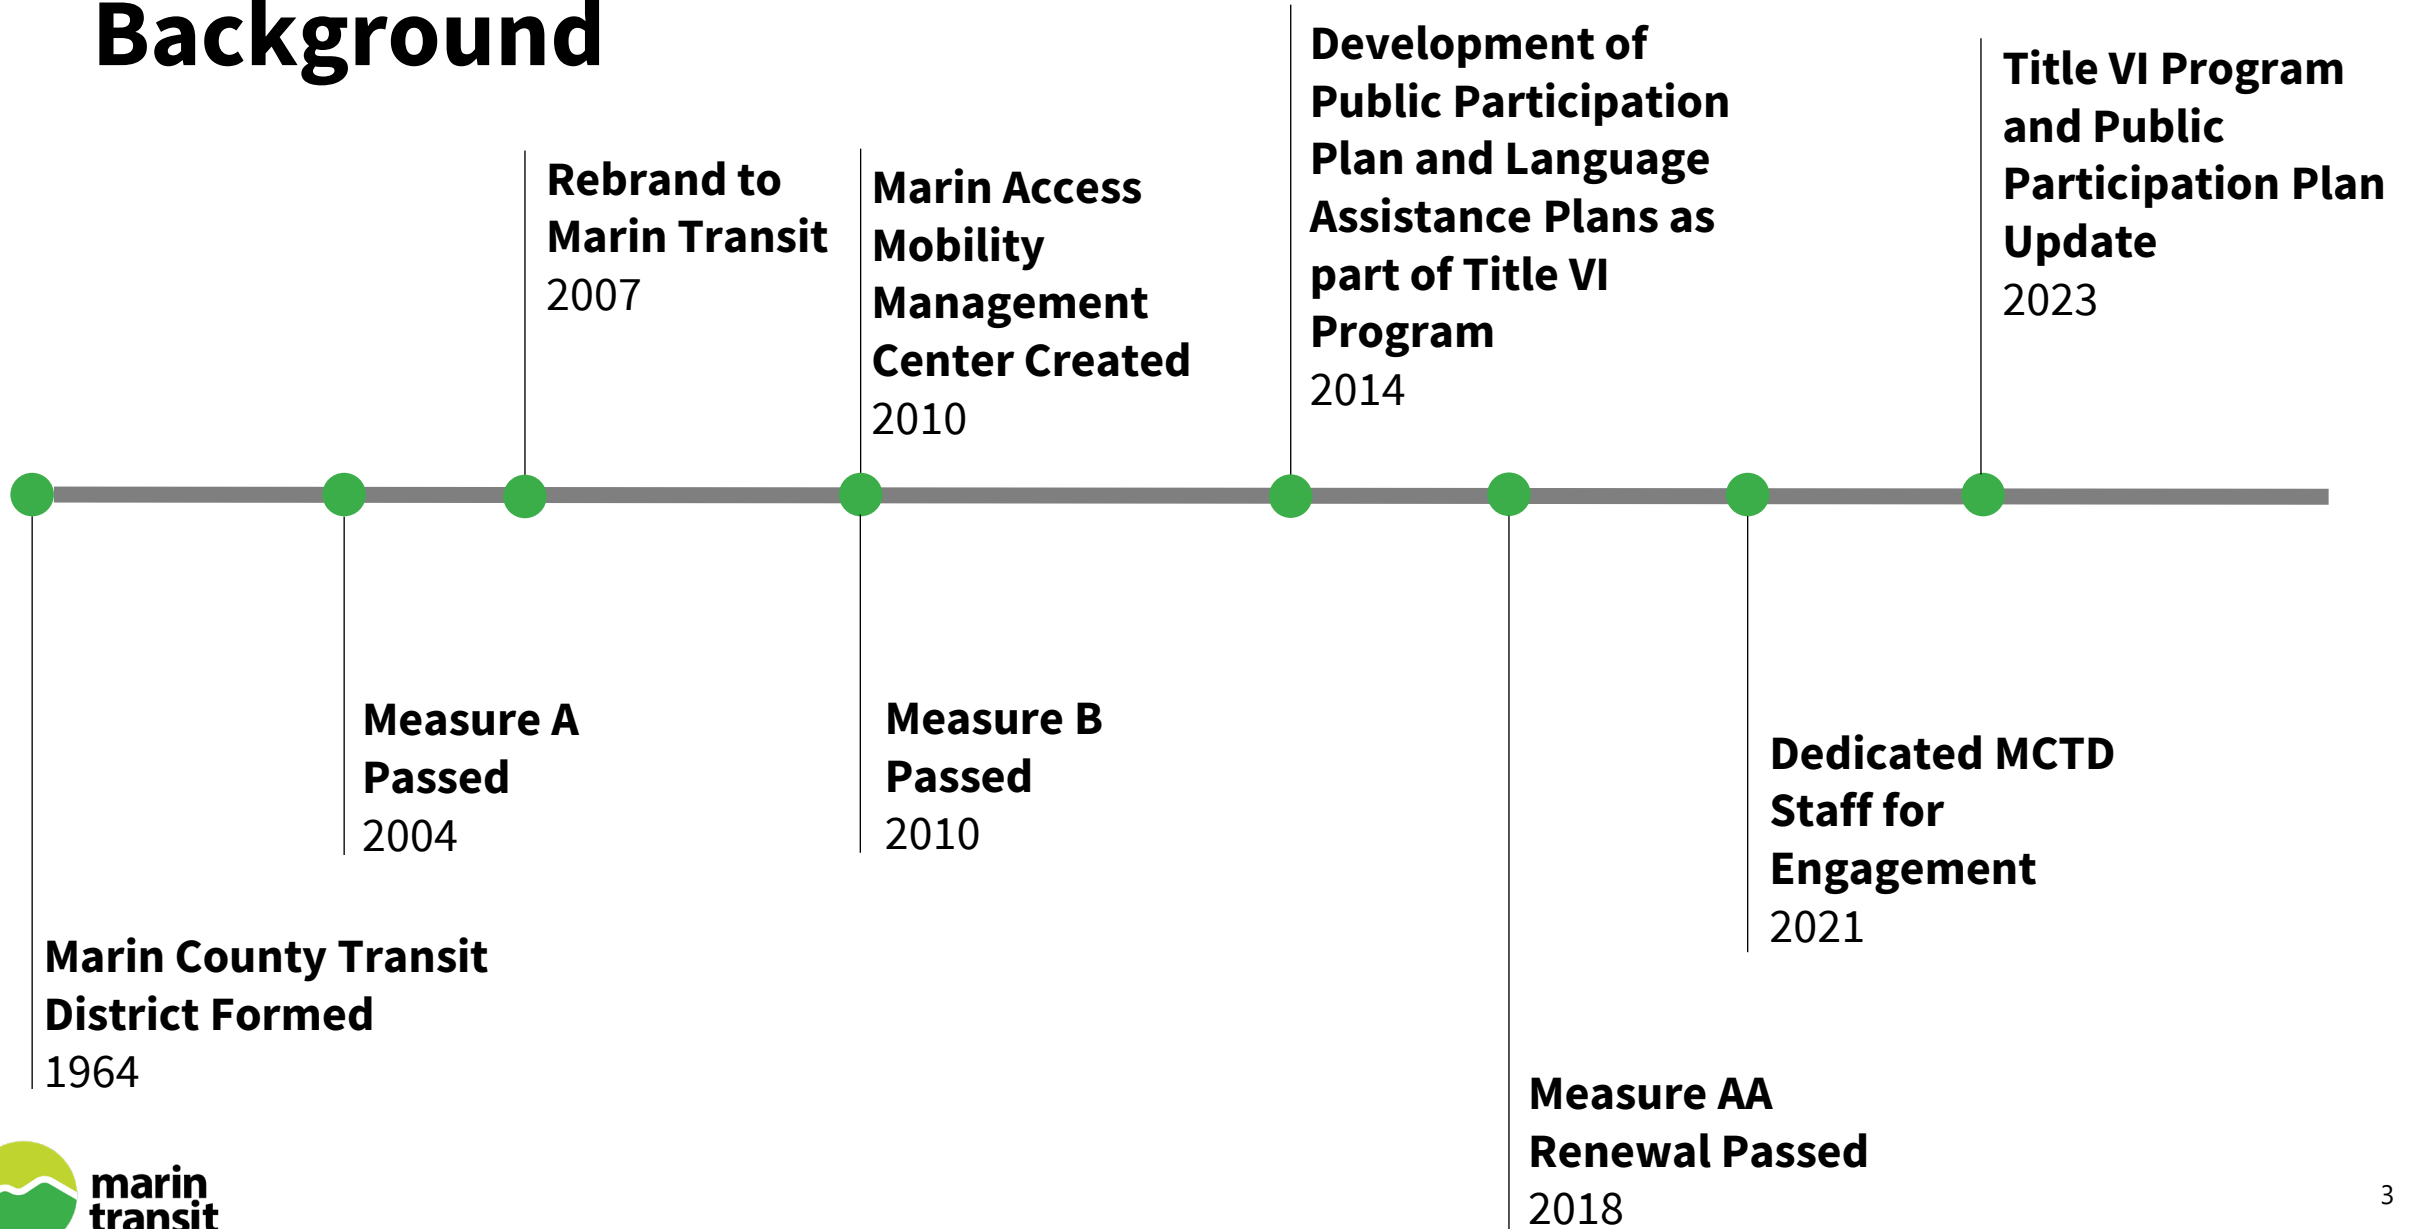 Background
Rebrand to
Marin Transit
2007
Marin Access
Mobility
Management
Center Created
2010
Development of
Public Participation
Plan and Language
Assistance Plans as
part of Title VI
Program
2014
Title VI Program
and Public
Participation Plan
Update
2023
Marin County Transit
District Formed
1964
Measure A
Passed
2004
Measure B
Passed
2010
Measure AA
Renewal Passed
2018
Dedicated MCTD
Staff for
Engagement
2021
marin
transit
3